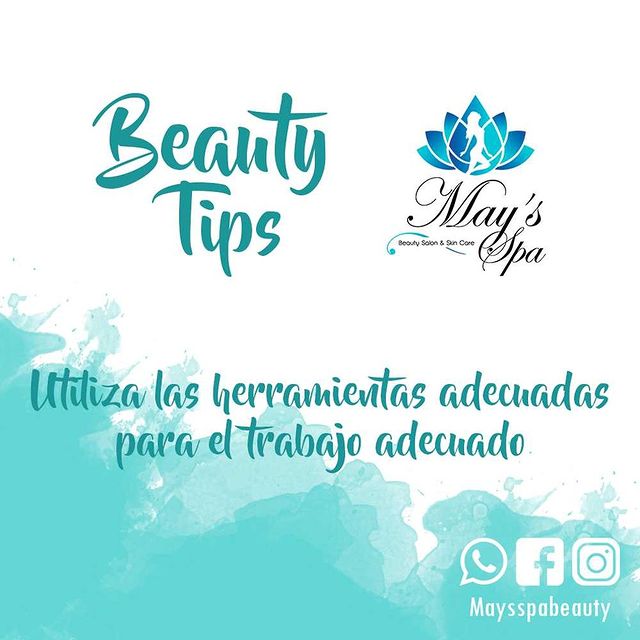 Beauty
Tips
May's
Spa
Beauty Salon & Skin Care
Utiliza las herramientas adecuadas
para el trabajo adecuado
Maysspabeauty